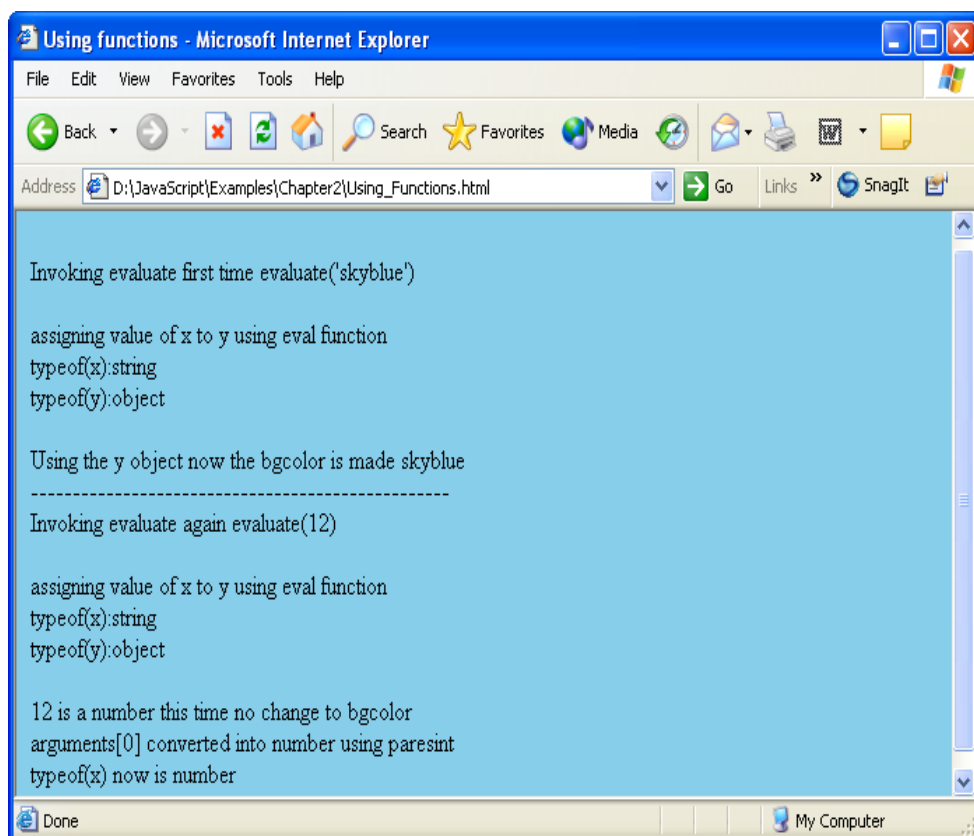 Using functions - Microsoft Internet Explorer
File Edit View Favorites Tools Help
Back Search Favorites Media
Address D:\JavaScript\Examples\Chapter2\Using_Functions.html Go Links » SnagIt
Invoking evaluate first time evaluate('skyblue')
assigning value of x to y using eval function
typeof(x):string
typeof(y):object
Using the y object now the bgcolor is made skyblue
--------------------------------------------------
Invoking evaluate again evaluate(12)
assigning value of x to y using eval function
typeof(x):string
typeof(y):object
12 is a number this time no change to bgcolor
arguments[0] converted into number using paresint
typeof(x) now is number
Done My Computer